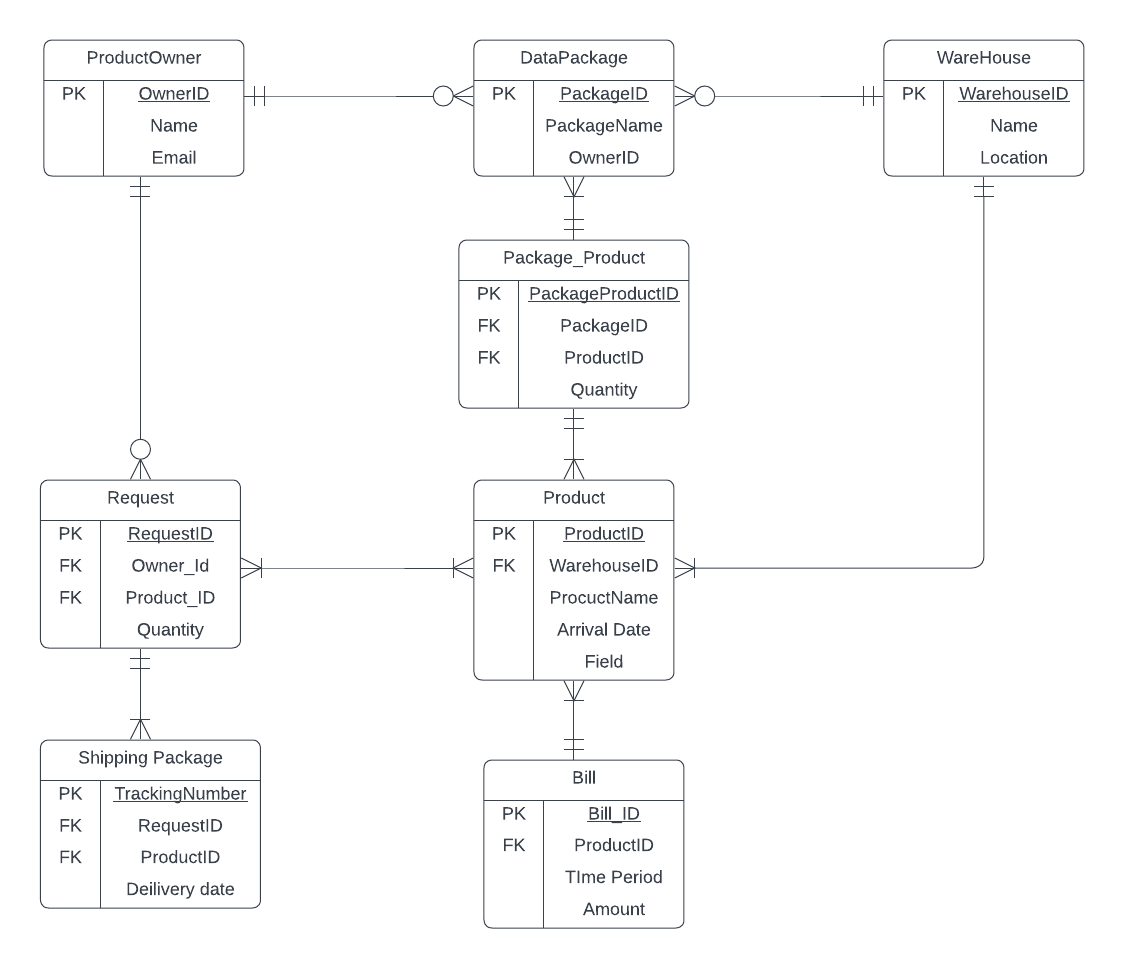 ProductOwner
PK OwnerID
Name
Email
DataPackage
PK PackageID
PackageName
OwnerID
WareHouse
PK WarehouseID
Name
Location
Package_Product
PK PackageProductID
FK PackageID
FK ProductID
Quantity
Request
PK RequestID
FK Owner_Id
FK Product_ID
Quantity
Product
PK ProductID
FK WarehouseID
ProcuctName
Arrival Date
Field
Shipping Package
PK TrackingNumber
FK RequestID
FK ProductID
Deilivery date
Bill
PK Bill_ID
FK ProductID
TIme Period
Amount